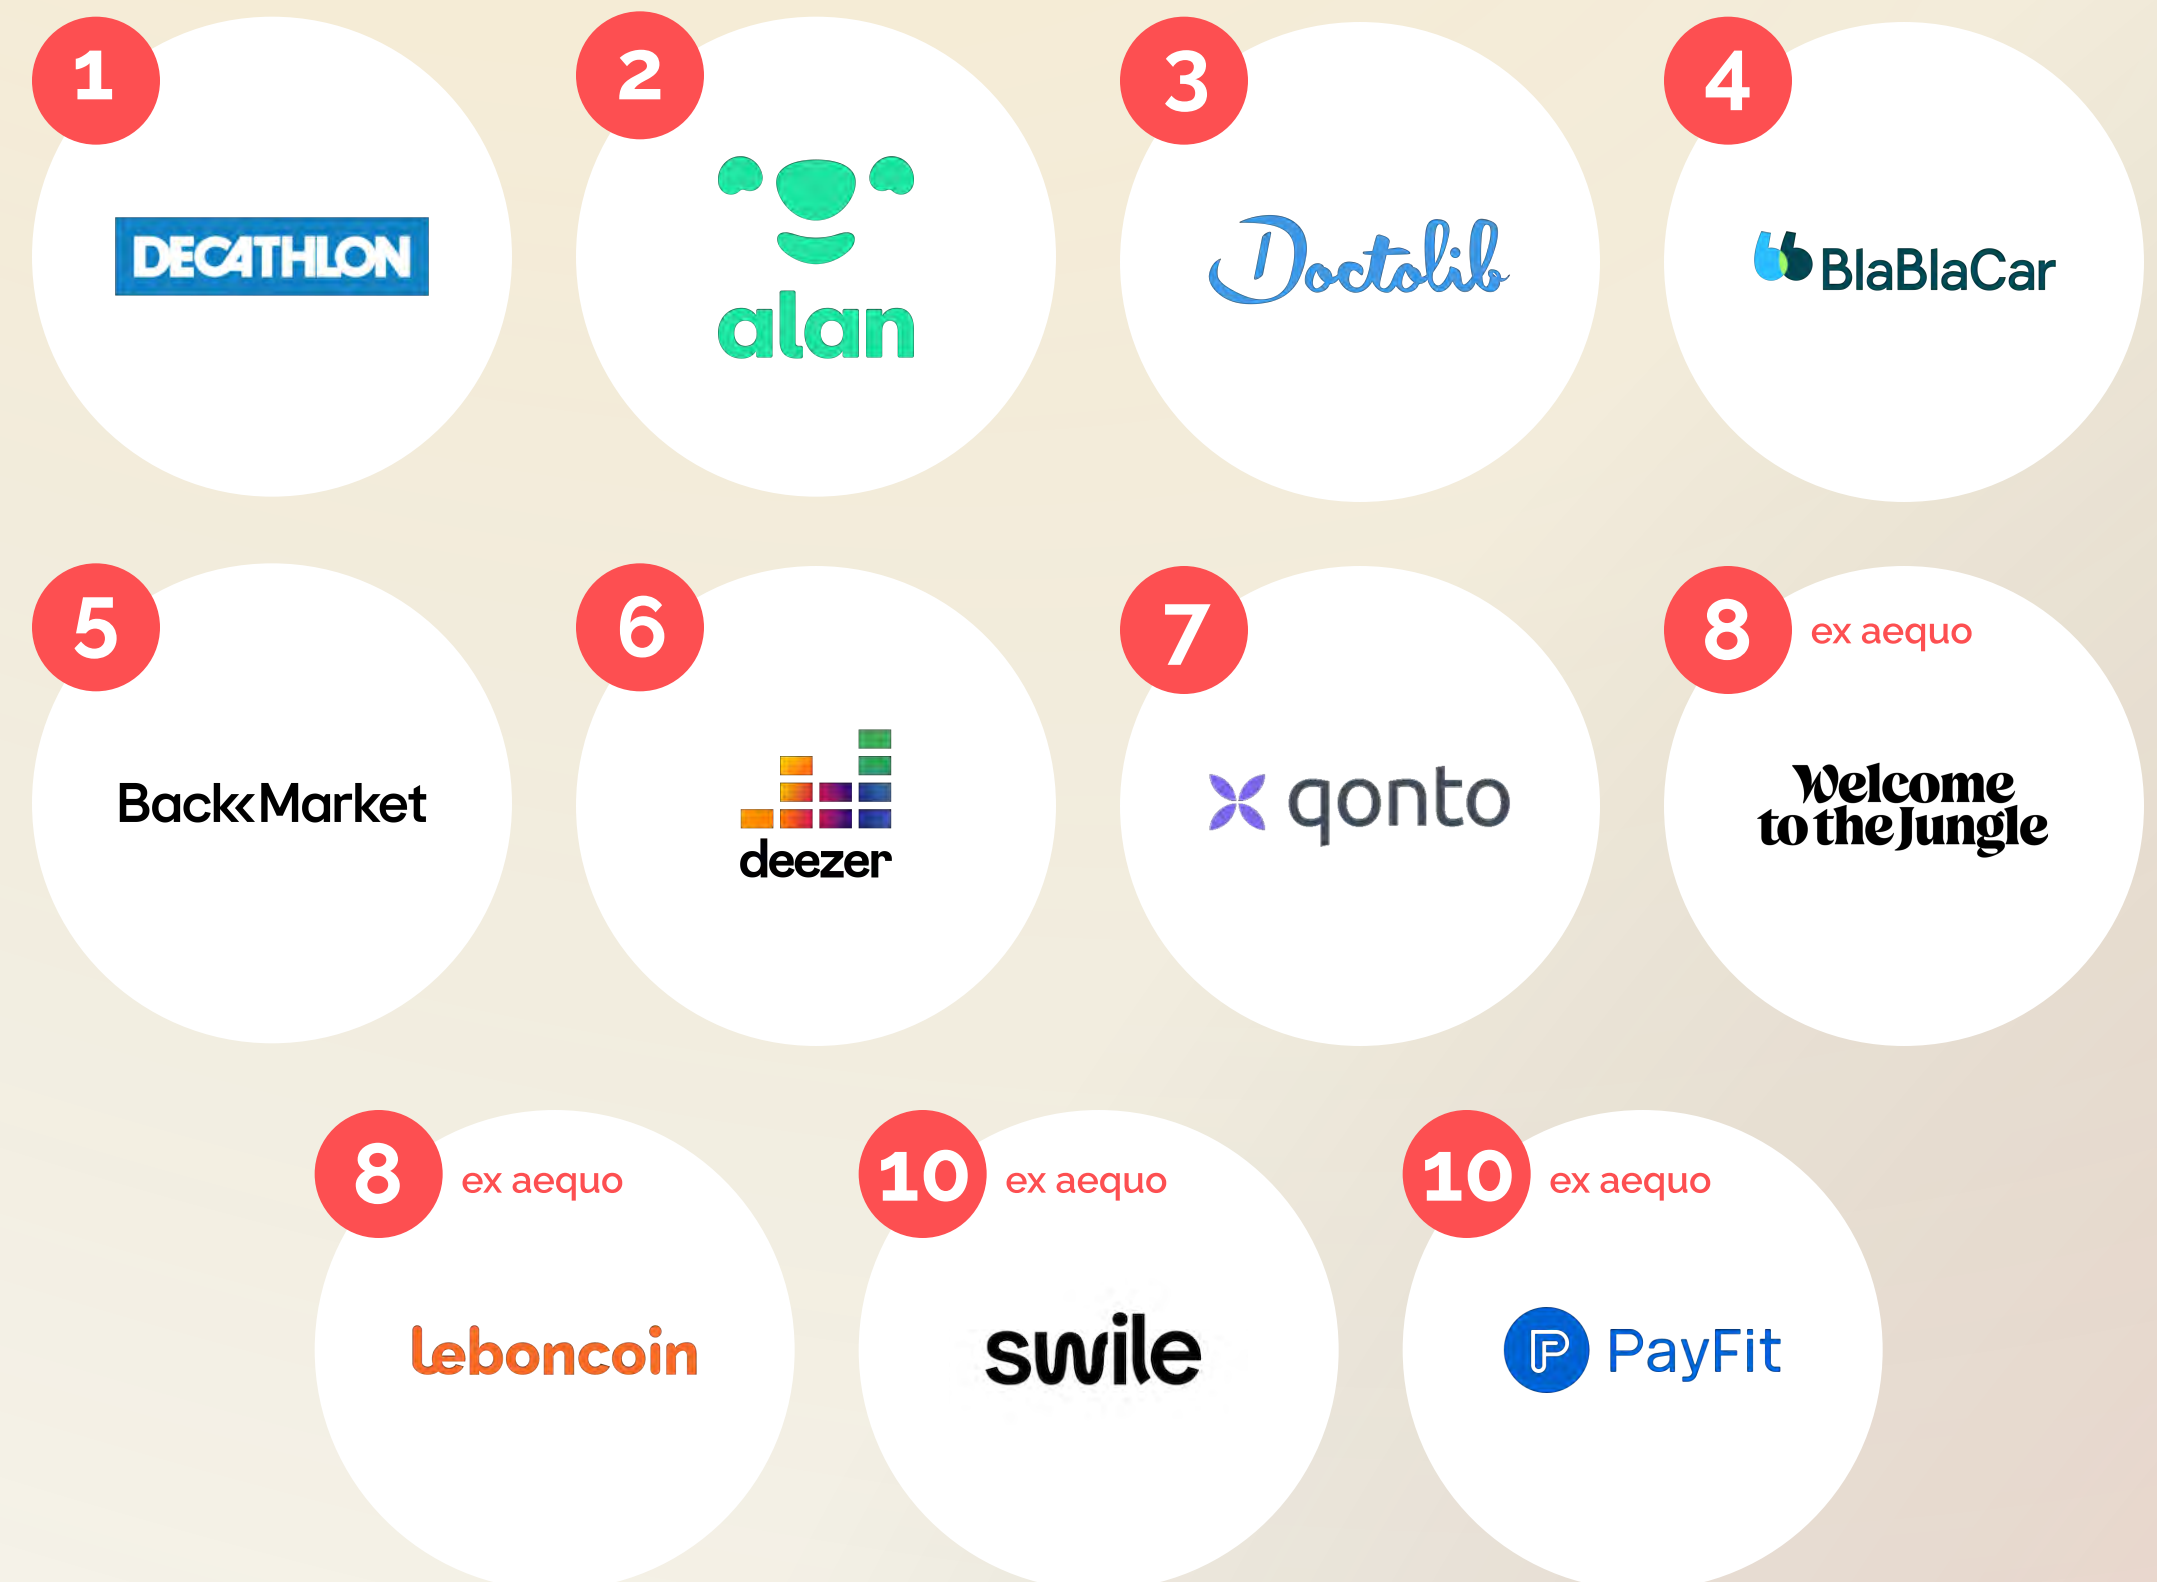 1
DECATHLON
2
alan
3
Doctolib
4
BlaBlaCar
5
BackMarket
6
deezer
7
qonto
8 ex aequo
Welcome
to the Jungle
8 ex aequo
leboncoin
10 ex aequo
swile
10 ex aequo
P PayFit